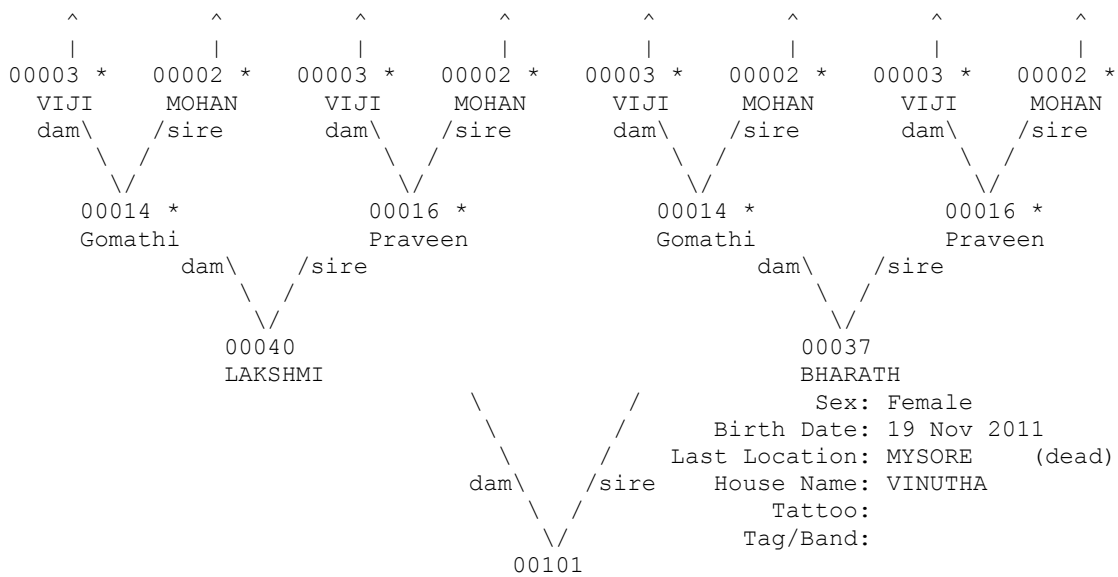 ^ ^ ^ ^ ^ ^ ^ ^
| | | | | | | |
00003 * 00002 * 00003 * 00002 * 00003 * 00002 * 00003 * 00002 *
VIJI MOHAN VIJI MOHAN VIJI MOHAN VIJI MOHAN
dam\ /sire dam\ /sire dam\ /sire dam\ /sire
\ / \ / \ / \ /
\/ \/ \/ \/
00014 * 00016 * 00014 * 00016 *
Gomathi Praveen Gomathi Praveen
dam\ /sire dam\ /sire
\ / \ /
\/ \/
00040 00037
LAKSHMI BHARATH
\ / Sex: Female
\ / Birth Date: 19 Nov 2011
\ / Last Location: MYSORE (dead)
dam\ /sire House Name: VINUTHA
\ / Tattoo:
\/ Tag/Band:
00101